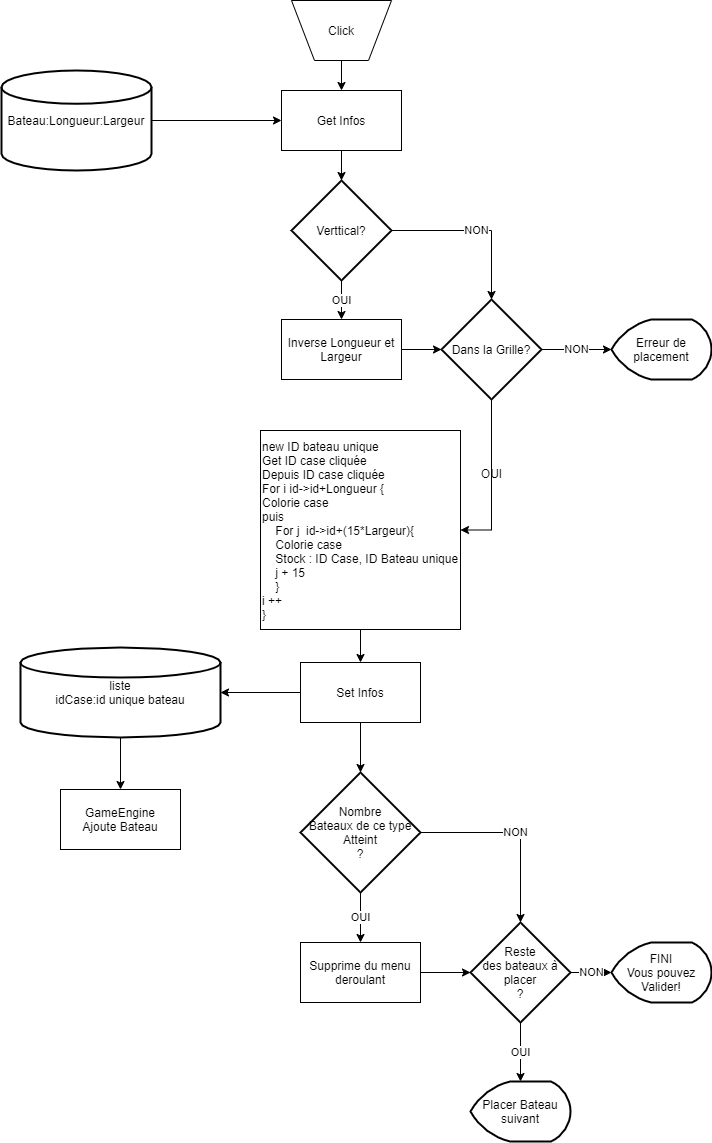 Click
Bateau:Longueur:Largeur
Get Infos
Verttical?
NON
OUI
Inverse Longueur et
Largeur
Dans la Grille?
NON
Erreur de
placement
OUI
new ID bateau unique
Get ID case cliquée
Depuis ID case cliquée
For i id->id+Longueur {
Colorie case
puis
For j  id->id+(15*Largeur){
Colorie case
Stock : ID Case, ID Bateau unique
j + 15
}
i ++
}
Set Infos
liste
idCase:id unique bateau
GameEngine
Ajoute Bateau
Nombre
Bateaux de ce type
Atteint
?
NON
OUI
Supprime du menu
deroulant
Reste
des bateaux à
placer
?
NON
FINI
Vous pouvez
Valider!
OUI
Placer Bateau
suivant